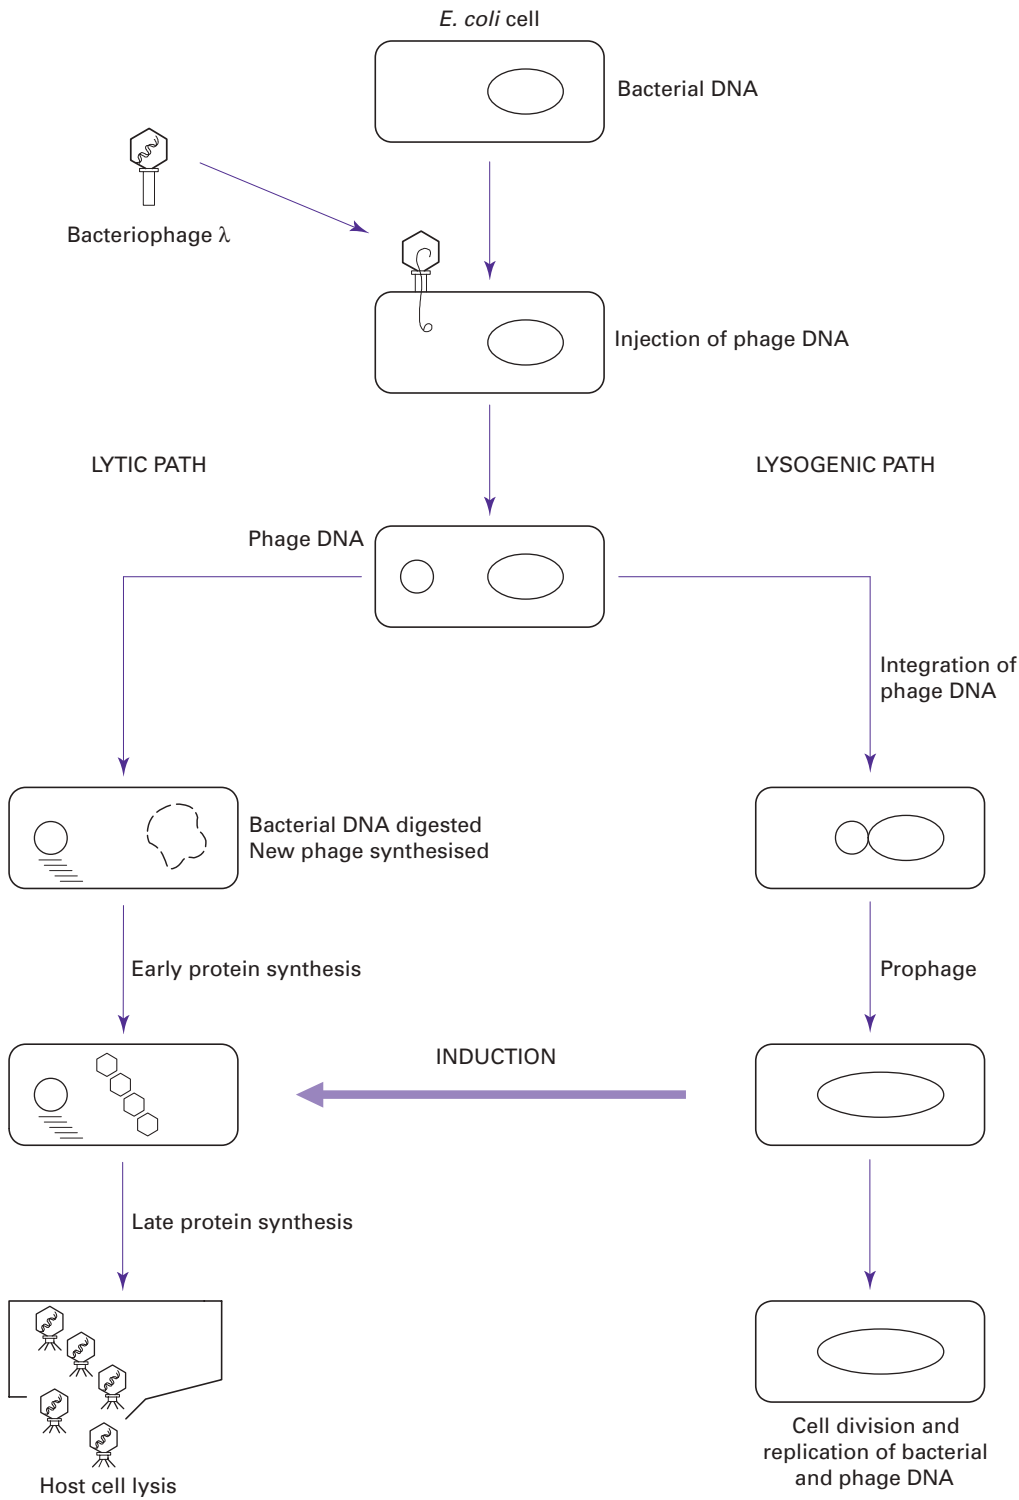 E. coli cell
Bacterial DNA
Bacteriophage λ
Injection of phage DNA
LYTIC PATH
LYSOGENIC PATH
Phage DNA
Integration of
phage DNA
Bacterial DNA digested
New phage synthesised
Early protein synthesis
Prophage
INDUCTION
Late protein synthesis
Host cell lysis
Cell division and
replication of bacterial
and phage DNA